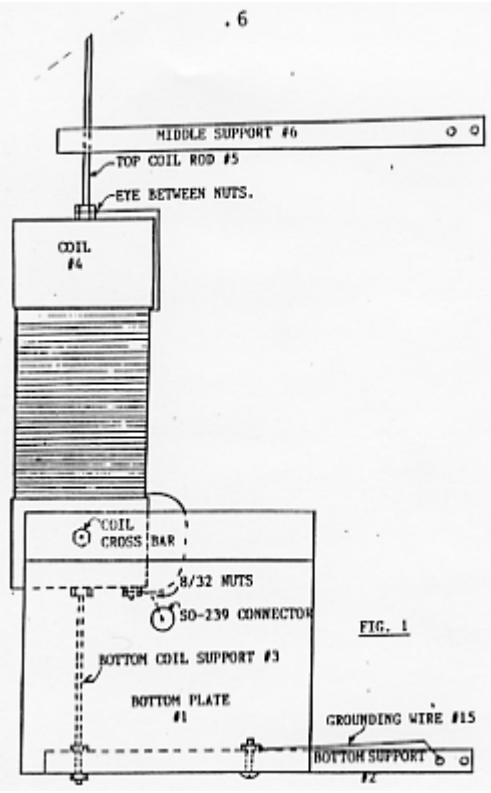 . 6
MIDDLE SUPPORT #6
TOP COIL ROD #5
EYE BETWEEN NUTS.
COIL
#4
COIL
CROSS BAR
8/32 NUTS
SO-239 CONNECTOR
FIG. 1
BOTTOM COIL SUPPORT #3
BOTTOM PLATE
#1
GROUNDING WIRE #15
BOTTOM SUPPORT
#2